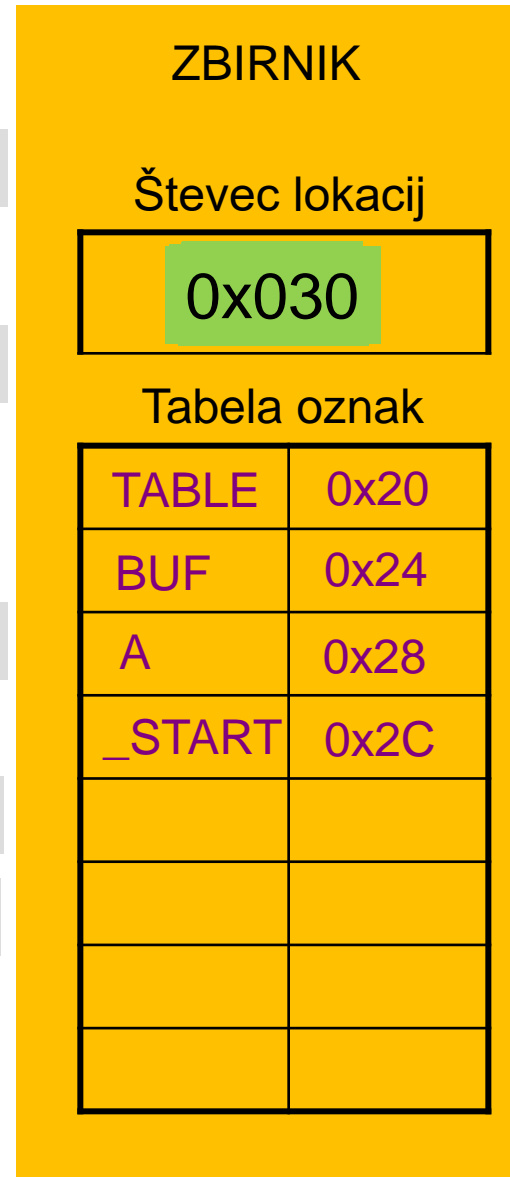 ZBIRNIK
Števec lokacij
0x030
Tabela oznak
TABLE 0x20
BUF 0x24
A 0x28
_START 0x2C